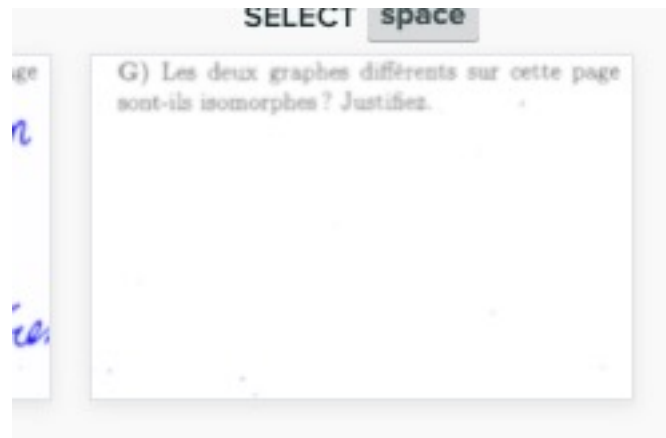 SELECT space
G) Les deux graphes différents sur cette page
sont-ils isomorphes ? Justifiez.